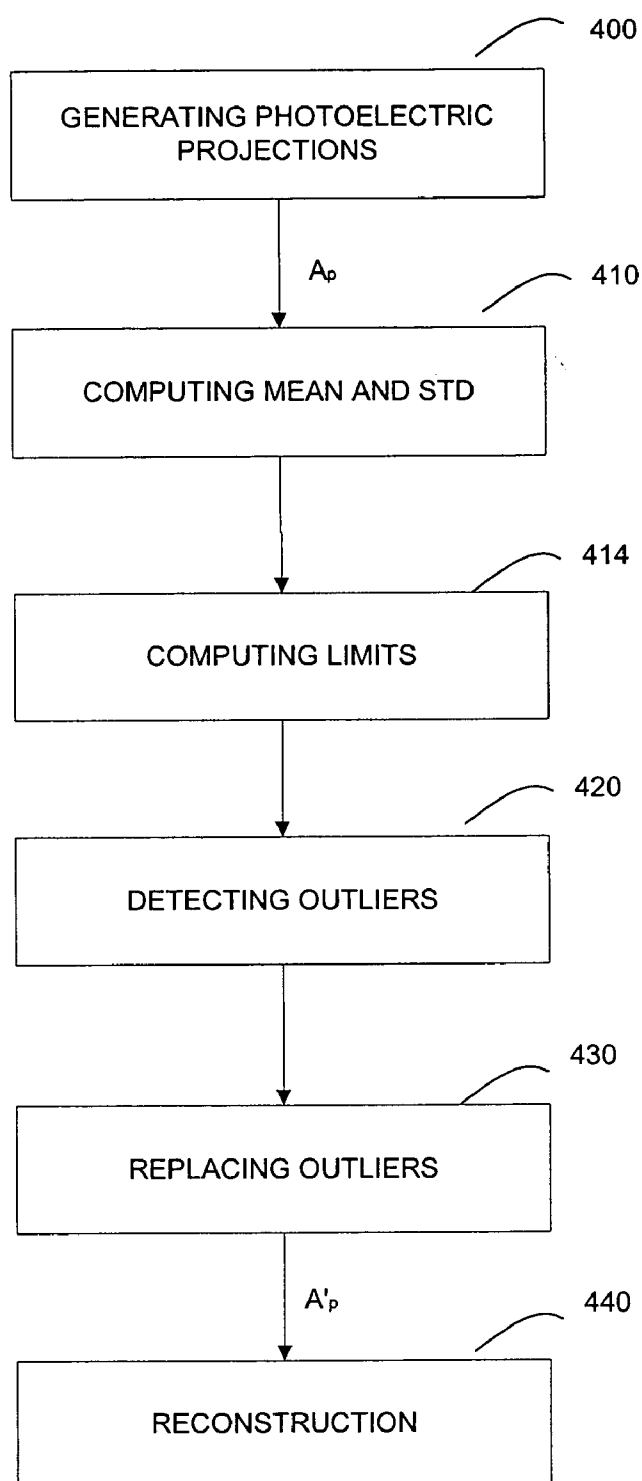 400
GENERATING PHOTOELECTRIC
PROJECTIONS
Aₚ
410
COMPUTING MEAN AND STD
414
COMPUTING LIMITS
420
DETECTING OUTLIERS
430
REPLACING OUTLIERS
A'ₚ
440
RECONSTRUCTION